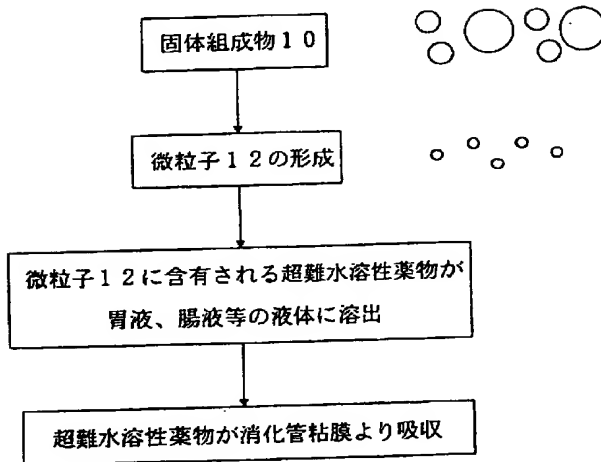 固体組成物１０
微粒子１２の形成
微粒子１２に含有される超難水溶性薬物が
胃液、腸液等の液体に溶出
超難水溶性薬物が消化管粘膜より吸収